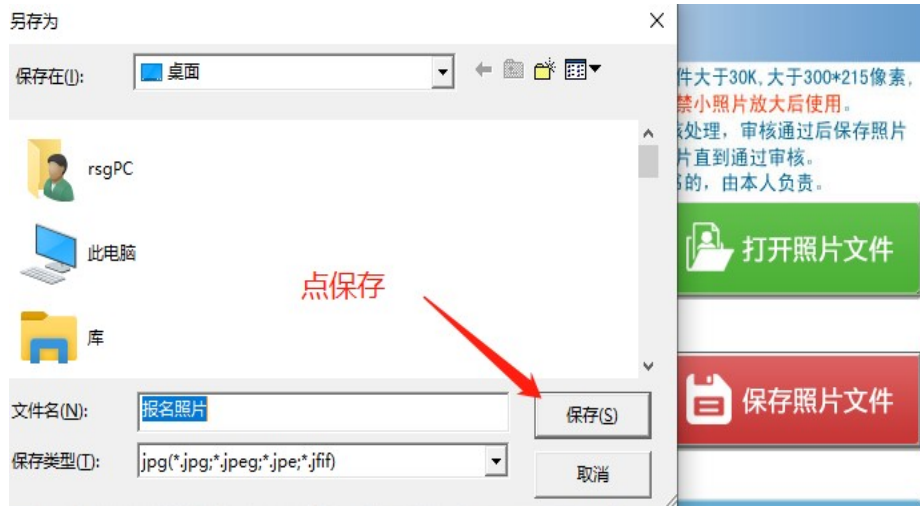 另存为
保存在(I):
桌面
rsgPC
此电脑
库
点保存
文件名(N):
报名照片
保存(S)
保存类型(T):
jpg(*.jpg;*.jpeg;*.jpe;*.jfif)
取消
件大于30K,大于300*215像素,
禁小照片放大后使用。
处理，审核通过后保存照片
片直到通过审核。
的，由本人负责。
打开照片文件
保存照片文件